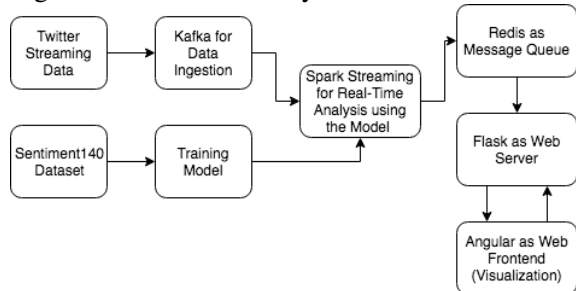 Twitter
Streaming
Data
Kafka for
Data
Ingestion
Spark Streaming
for Real-Time
Analysis using
the Model
Redis as
Message Queue
Sentiment140
Dataset
Training
Model
Flask as Web
Server
Angular as Web
Frontend
(Visualization)